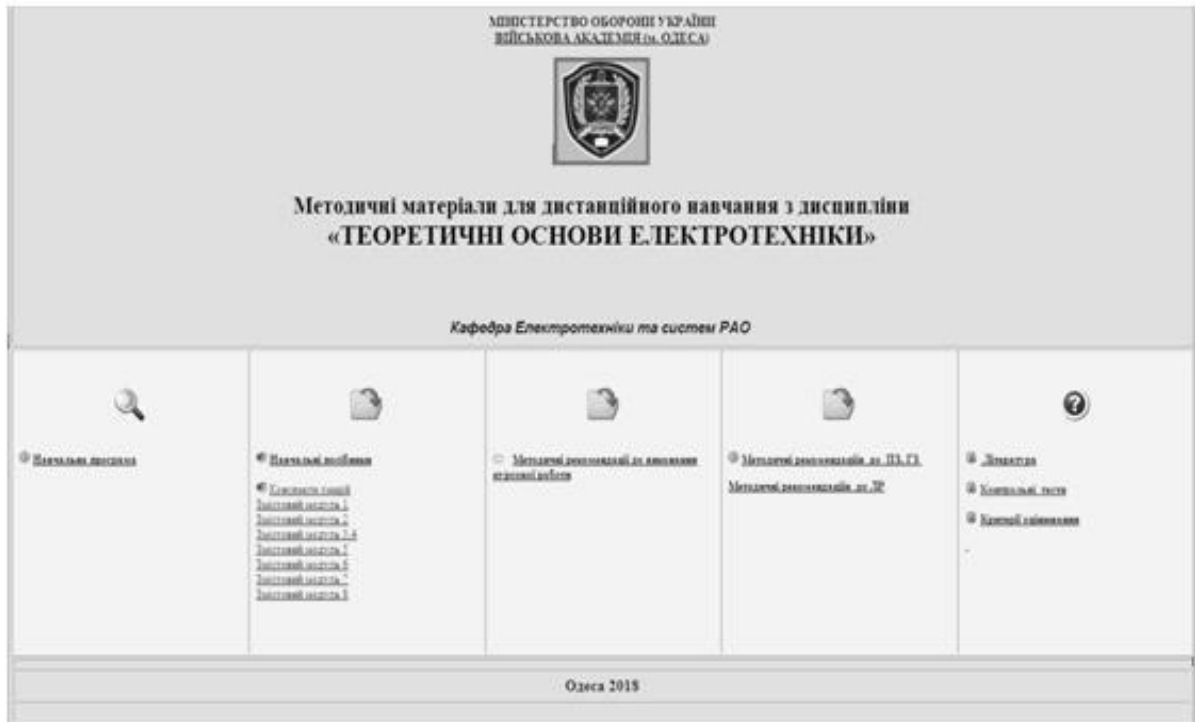 МІНІСТЕРСТВО ОБОРОНИ УКРАЇНИ
ВІЙСЬКОВА АКАДЕМІЯ (м. ОДЕСА)
Методичні матеріали для дистанційного навчання з дисципліни
«ТЕОРЕТИЧНІ ОСНОВИ ЕЛЕКТРОТЕХНІКИ»
Кафедра Електротехніки та систем РАО
Навчальна програма
Навчальні посібники
Конспекти лекцій
Змістовий модуль 1
Змістовий модуль 2
Змістовий модуль 3-4
Змістовий модуль 5
Змістовий модуль 6
Змістовий модуль 7
Змістовий модуль 8
Методичні рекомендації до виконання
курсової роботи
Методичні рекомендацій до ПЗ, ГЗ
Методичні рекомендацій до ЛР
Література
Контрольні тести
Критерії оцінювання
Одеса 2018